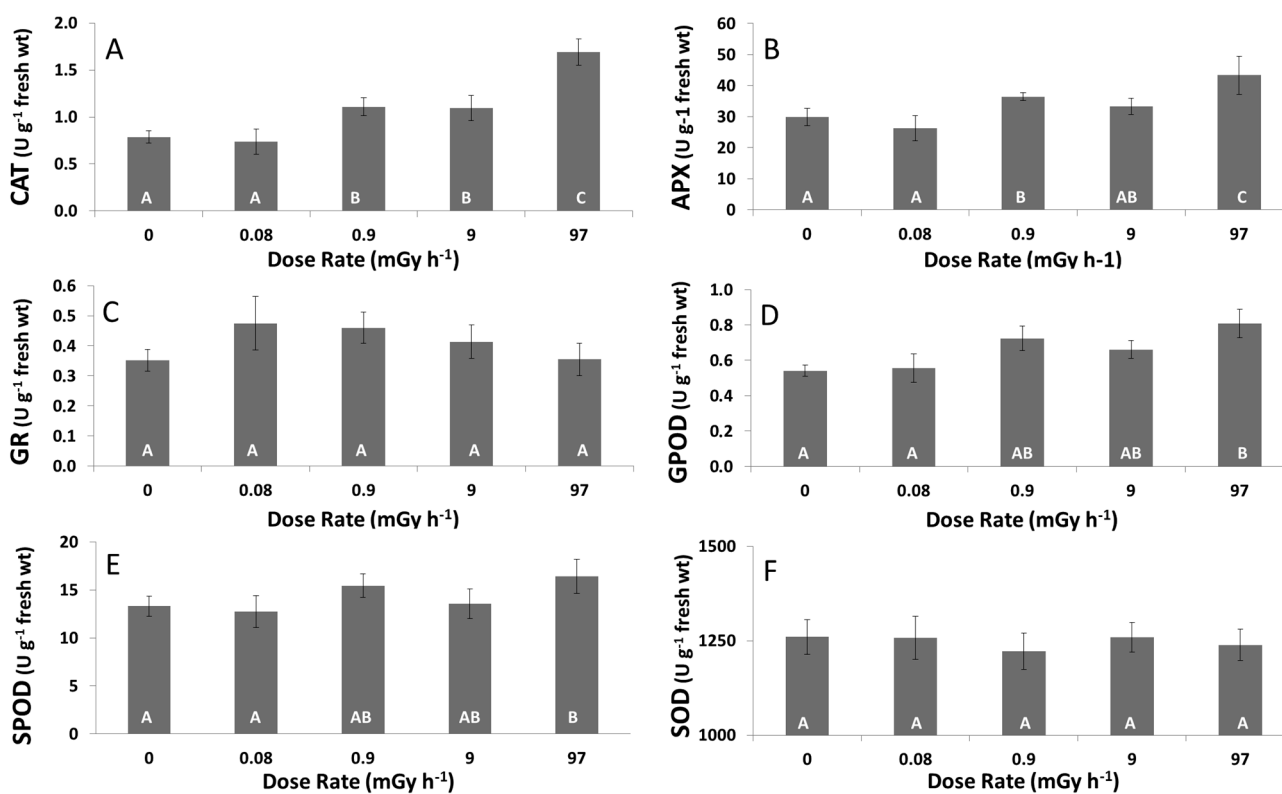 A
CAT (U g-1 fresh wt)
2.0
1.5
1.0
0.5
0.0
A A B B C
0 0.08 0.9 9 97
Dose Rate (mGy h-1)
B
APX (U g-1 fresh wt)
60
50
40
30
20
10
0
A A B AB C
0 0.08 0.9 9 97
Dose Rate (mGy h-1)
C
GR (U g-1 fresh wt)
0.6
0.5
0.4
0.3
0.2
0.1
0.0
A A A A A
0 0.08 0.9 9 97
Dose Rate (mGy h-1)
D
GPOD (U g-1 fresh wt)
1.0
0.8
0.6
0.4
0.2
0.0
A A AB AB B
0 0.08 0.9 9 97
Dose Rate (mGy h-1)
E
SPOD (U g-1 fresh wt)
20
15
10
5
0
A A AB AB B
0 0.08 0.9 9 97
Dose Rate (mGy h-1)
F
SOD (U g-1 fresh wt)
1500
1250
1000
A A A A A
0 0.08 0.9 9 97
Dose Rate (mGy h-1)